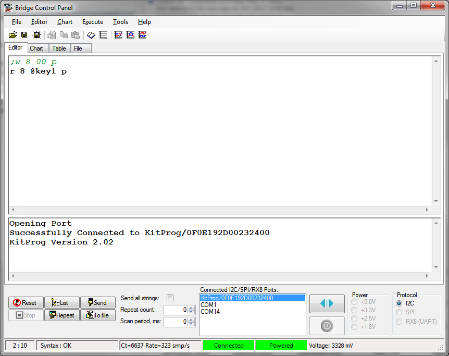 Bridge Control Panel
File Editor Chart Execute Tools Help
Editor Chart Table File
;w 8 00 p
r 8 @key1 p
Opening Port
Successfully Connected to KitProg/0F0E192D00232400
KitProg Version 2.02
Connected I2C/SPI/RX8 Ports:
Reset List Send
Stop Repeat To file
Send all strings:
Repeat count: 0
Scan period, ms: 0
KitProg/0F0E192D00232400
COM1
COM14
Power
+5.0V
+3.3V
+2.5V
+1.8V
Protocol
I2C
SPI
RX8 (UART)
2 : 10 Syntax : OK Ct=6637 Rate=323 smp/s Connected Powered Voltage: 3328 mV